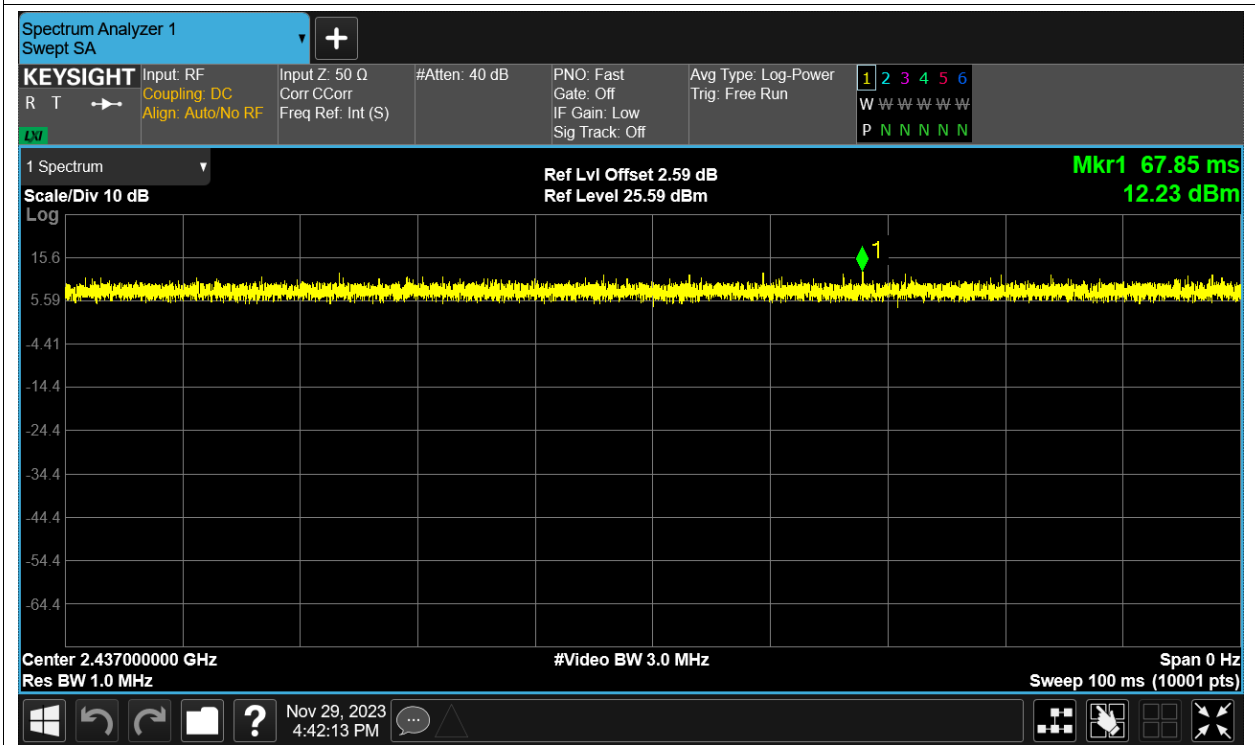 Spectrum Analyzer 1
Swept SA
KEYSIGHT
R T
LXI
Input: RF
Coupling: DC
Align: Auto/No RF
Input Z: 50 Ω
Corr CCorr
Freq Ref: Int (S)
#Atten: 40 dB
PNO: Fast
Gate: Off
IF Gain: Low
Sig Track: Off
Avg Type: Log-Power
Trig: Free Run
1 2 3 4 5 6
W W W W W W
P N N N N N
1 Spectrum
Scale/Div 10 dB
Log
Ref Lvl Offset 2.59 dB
Ref Level 25.59 dBm
Mkr1 67.85 ms
12.23 dBm
1
15.6
5.59
-4.41
-14.4
-24.4
-34.4
-44.4
-54.4
-64.4
Center 2.437000000 GHz
#Video BW 3.0 MHz
Span 0 Hz
Res BW 1.0 MHz
Sweep 100 ms (10001 pts)
?
Nov 29, 2023
4:42:13 PM